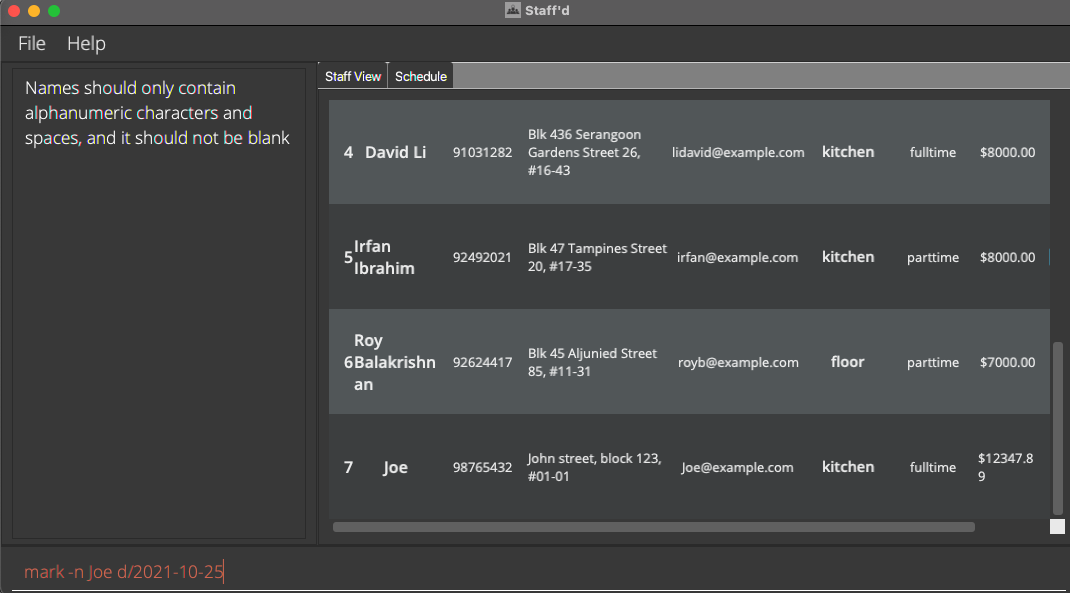 Staff'd
File Help
Names should only contain
alphanumeric characters and
spaces, and it should not be blank
Staff View Schedule
4 David Li 91031282 Blk 436 Serangoon Gardens Street 26, #16-43 lidavid@example.com kitchen fulltime $8000.00
5 Irfan Ibrahim 92492021 Blk 47 Tampines Street 20, #17-35 irfan@example.com kitchen parttime $8000.00
6 Roy Balakrishnan 92624417 Blk 45 Aljunied Street 85, #11-31 royb@example.com floor parttime $7000.00
7 Joe 98765432 John street, block 123, #01-01 Joe@example.com kitchen fulltime $12347.89
mark -n Joe d/2021-10-25